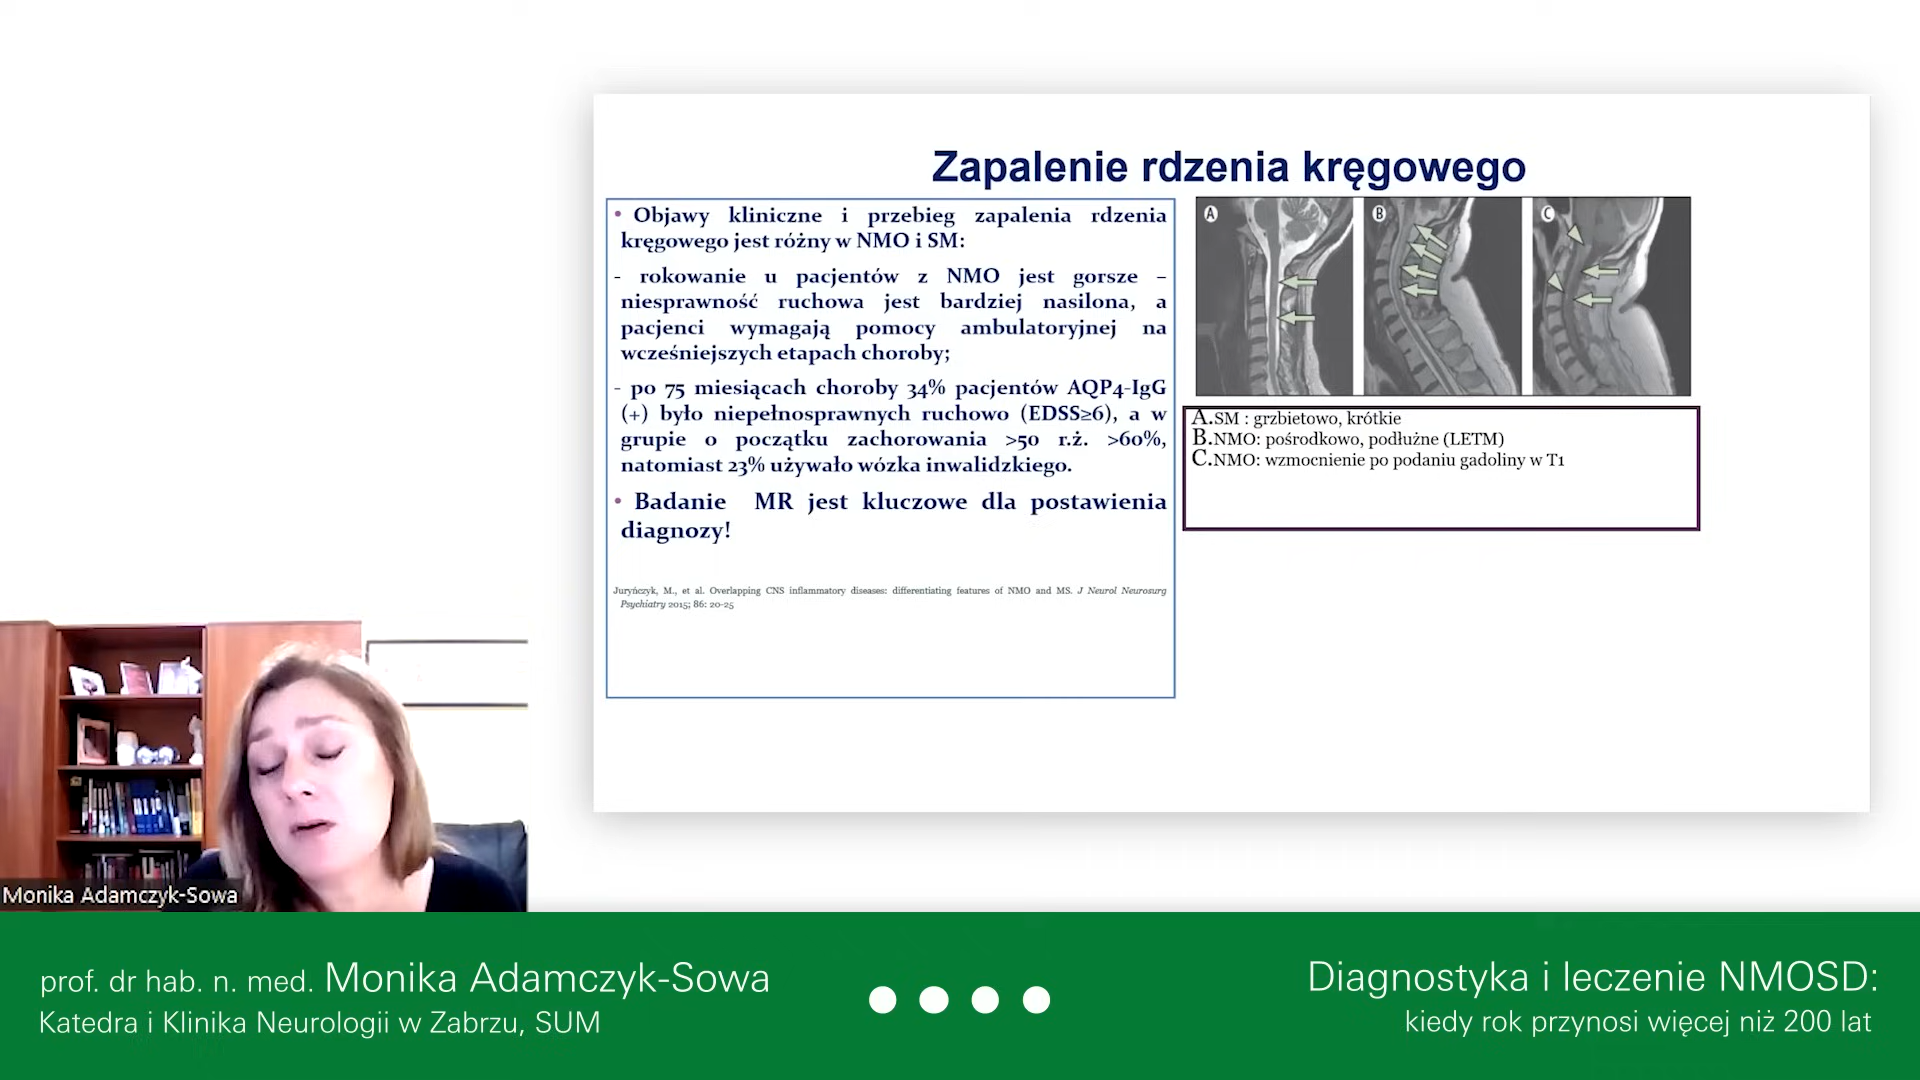 Zapalenie rdzenia kręgowego
• Objawy kliniczne i przebieg zapalenia rdzenia
kręgowego jest różny w NMO i SM:
- rokowanie u pacjentów z NMO jest gorsze –
niesprawność ruchowa jest bardziej nasilona, a
pacjenci wymagają pomocy ambulatoryjnej na
wcześniejszych etapach choroby;
- po 75 miesiącach choroby 34% pacjentów AQP4-IgG
(+) było niepełnosprawnych ruchowo (EDSS≥6), a w
grupie o początku zachorowania >50 r.ż. >60%,
natomiast 23% używało wózka inwalidzkiego.
• Badanie MR jest kluczowe dla postawienia
diagnozy!
Juryńczyk, M., et al. Overlapping CNS inflammatory diseases: differentiating features of NMO and MS. J Neurol Neurosurg
Psychiatry 2015; 86: 20-25
A
B
C
A.SM : grzbietowo, krótkie
B.NMO: pośrodkowo, podłużne (LETM)
C.NMO: wzmocnienie po podaniu gadoliny w T1
Monika Adamczyk-Sowa
prof. dr hab. n. med. Monika Adamczyk-Sowa
Katedra i Klinika Neurologii w Zabrzu, SUM
Diagnostyka i leczenie NMOSD:
kiedy rok przynosi więcej niż 200 lat